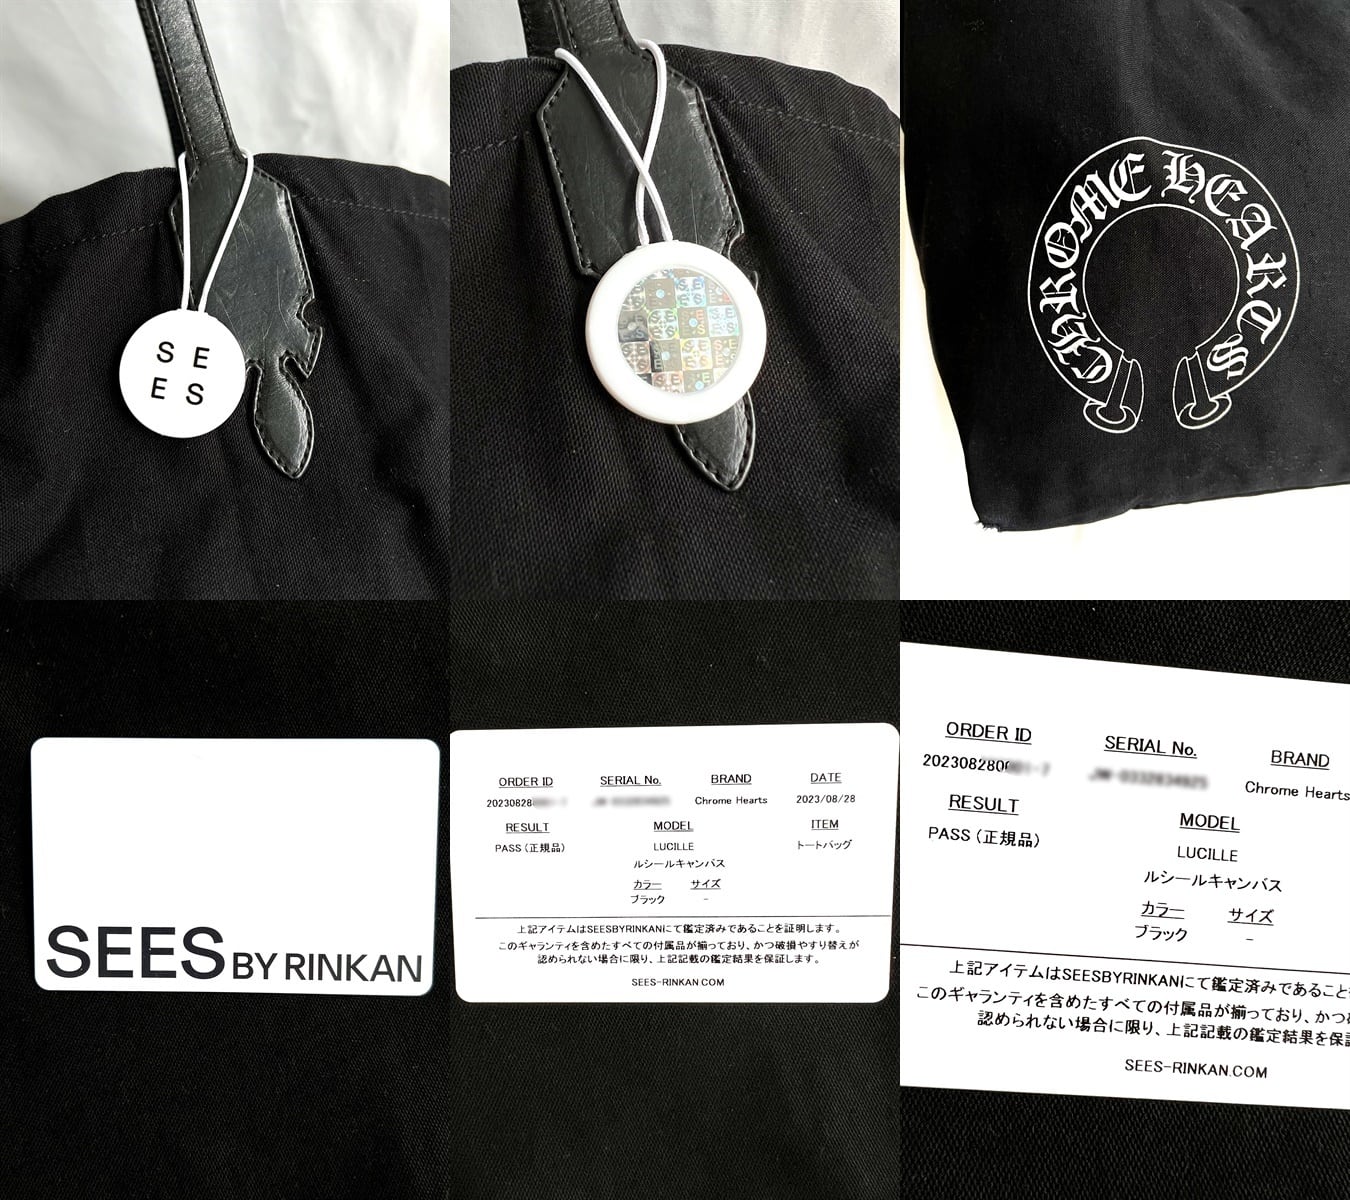 S E
E S
CHROME HEARTS
SEES BY RINKAN
ORDER ID
SERIAL No.
BRAND
DATE
20230828
Chrome Hearts
2023/08/28
RESULT
MODEL
ITEM
PASS (正規品)
LUCILLE
トートバッグ
ルシールキャンバス
カラー
サイズ
ブラック
-
上記アイテムはSEESBYRINKANにて鑑定済みであることを証明します。
このギャランティを含めたすべての付属品が揃っており、かつ破損やすり替えが
認められない場合に限り、上記記載の鑑定結果を保証します。
SEES-RINKAN.COM
ORDER ID
SERIAL No.
BRAND
2023082800
Chrome Hearts
RESULT
MODEL
PASS (正規品)
LUCILLE
ルシールキャンバス
カラー
サイズ
ブラック
-
上記アイテムはSEESBYRINKANにて鑑定済みであること
このギャランティを含めたすべての付属品が揃っており、かつ
認められない場合に限り、上記記載の鑑定結果を保
SEES-RINKAN.COM